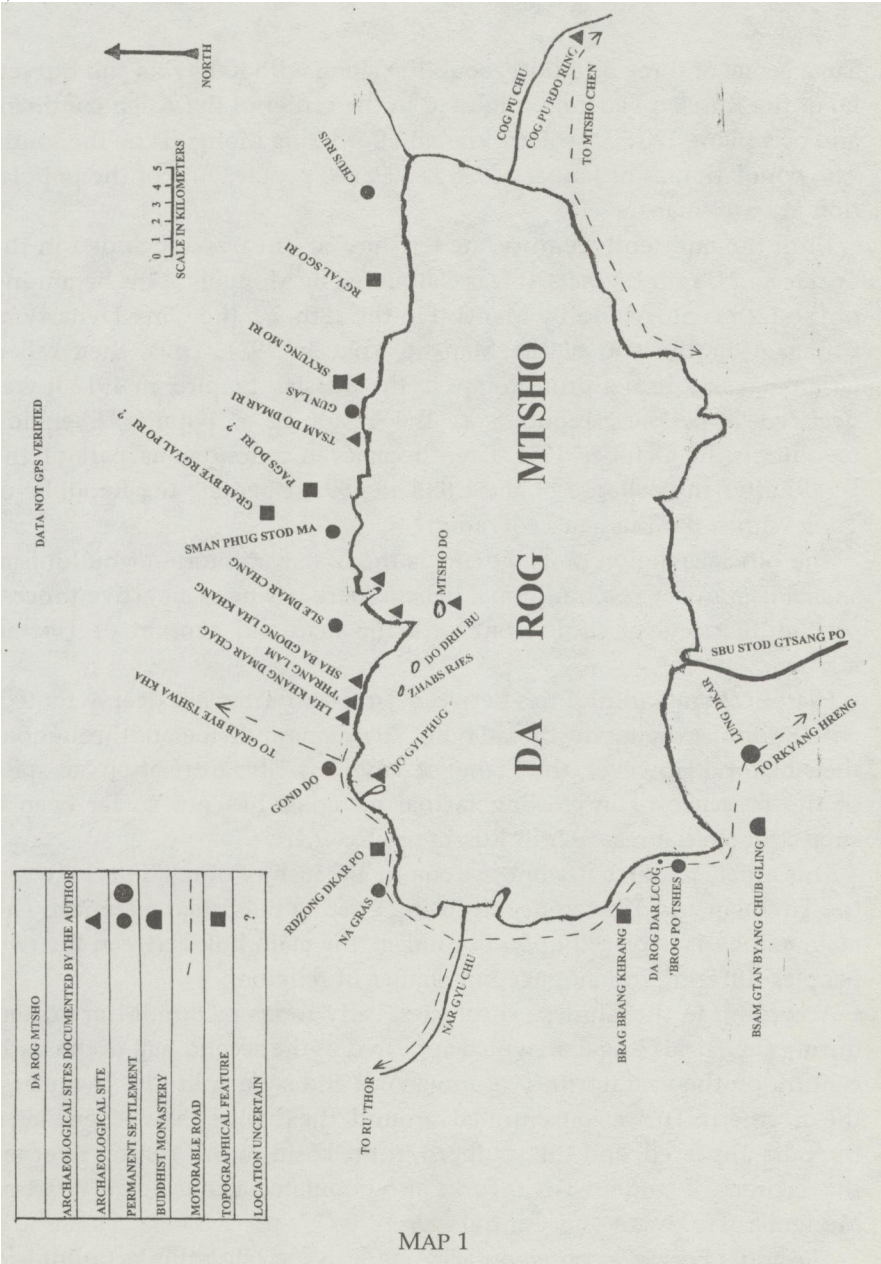 NORTH
0 1 2 3 4 5
SCALE IN KILOMETERS
DATA NOT GPS VERIFIED
COG PU CHU
COG PU RDO RING
TO MTSHO CHEN
CHUS RUS
RGYAL SGO RI
SKYUNG MO RI
GUN LAS
TSAM DO DMAR RI
PAGS DO RI ?
GRAB BYE RGYAL PO RI ?
SMAN PHUG STOD MA
SLE DMAR CHANG
SHA BA GDONG LHA KHANG
'PHRANG LAM
LHA KHANG DMAR CHAG
TO GRAB BYE TSHWA KHA
GOND DO
DO GYI PHUG
MTSHO DO
DO DRIL BU
ZHABS RJES
DA ROG MTSHO
RDZONG DKAR PO
NA GRAS
NAR GYU CHU
TO RU 'THOR
SBU STOD GTSANG PO
LUNG DKAR
TO RKYANG HRENG
BRAG BRANG KHRANG
DA ROG DAR LCOG
'BROG PO TSHES
BSAM GTAN BYANG CHUB GLING
DA ROG MTSHO
ARCHAEOLOGICAL SITES DOCUMENTED BY THE AUTHOR
ARCHAEOLOGICAL SITE
PERMANENT SETTLEMENT
BUDDHIST MONASTERY
MOTORABLE ROAD
TOPOGRAPHICAL FEATURE
LOCATION UNCERTAIN ?
MAP 1